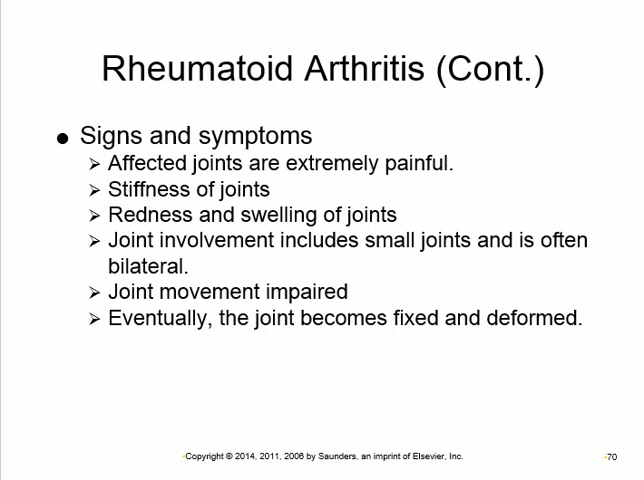 Rheumatoid Arthritis (Cont.)
● Signs and symptoms
➢ Affected joints are extremely painful.
➢ Stiffness of joints
➢ Redness and swelling of joints
➢ Joint involvement includes small joints and is often
bilateral.
➢ Joint movement impaired
➢ Eventually, the joint becomes fixed and deformed.
Copyright © 2014, 2011, 2006 by Saunders, an imprint of Elsevier, Inc.
70